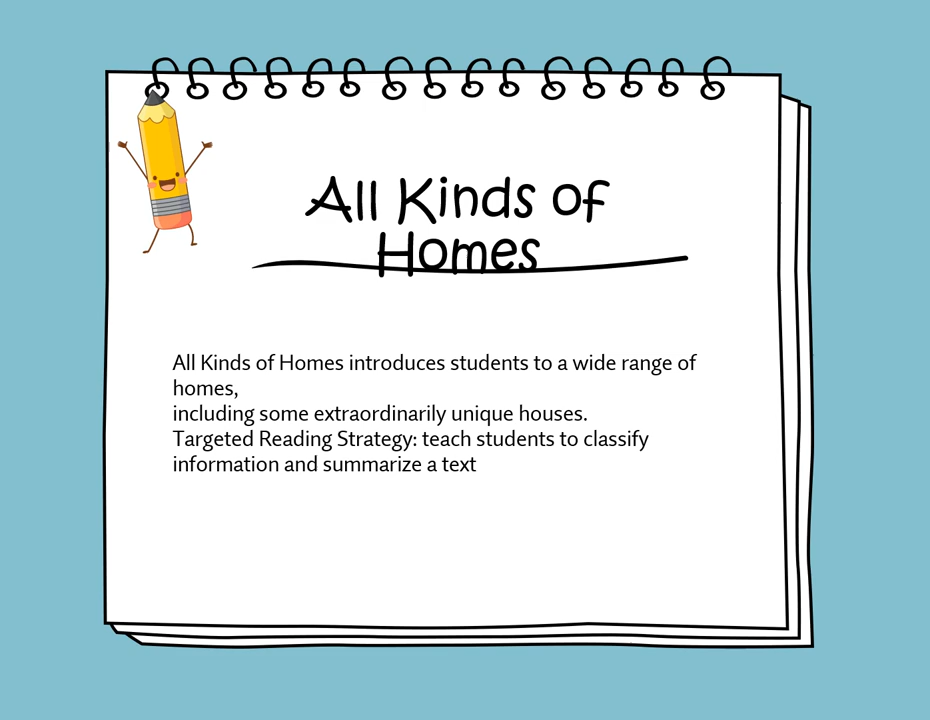 All Kinds of
Homes
All Kinds of Homes introduces students to a wide range of
homes,
including some extraordinarily unique houses.
Targeted Reading Strategy: teach students to classify
information and summarize a text